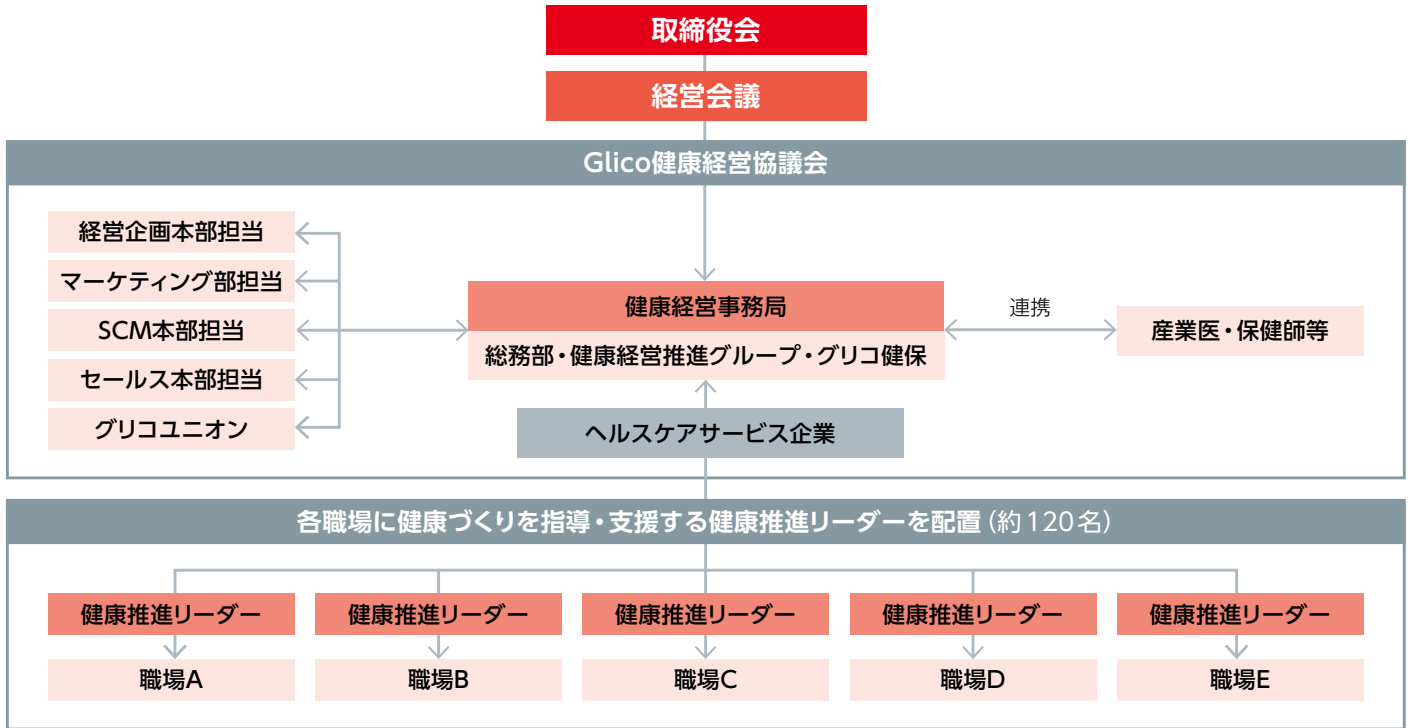 取締役会
経営会議
Glico健康経営協議会
経営企画本部担当
マーケティング部担当
SCM本部担当
セールス本部担当
グリコユニオン
健康経営事務局
総務部・健康経営推進グループ・グリコ健保
連携
産業医・保健師等
ヘルスケアサービス企業
各職場に健康づくりを指導・支援する健康推進リーダーを配置（約120名）
健康推進リーダー
健康推進リーダー
健康推進リーダー
健康推進リーダー
健康推進リーダー
職場A
職場B
職場C
職場D
職場E